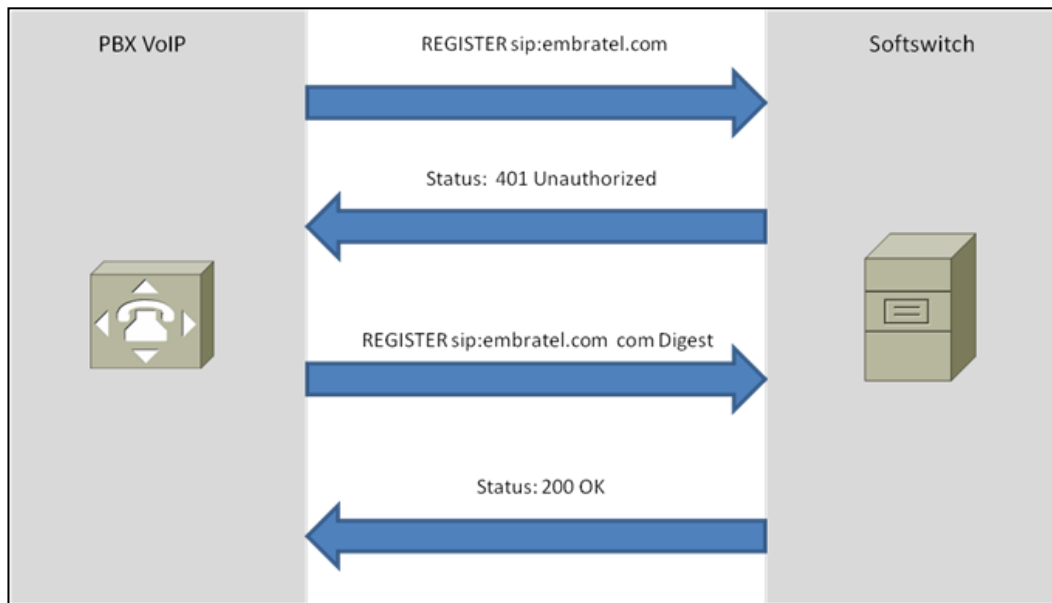 PBX VoIP
REGISTER sip:embratel.com
Softswitch
Status: 401 Unauthorized
REGISTER sip:embratel.com com Digest
Status: 200 OK